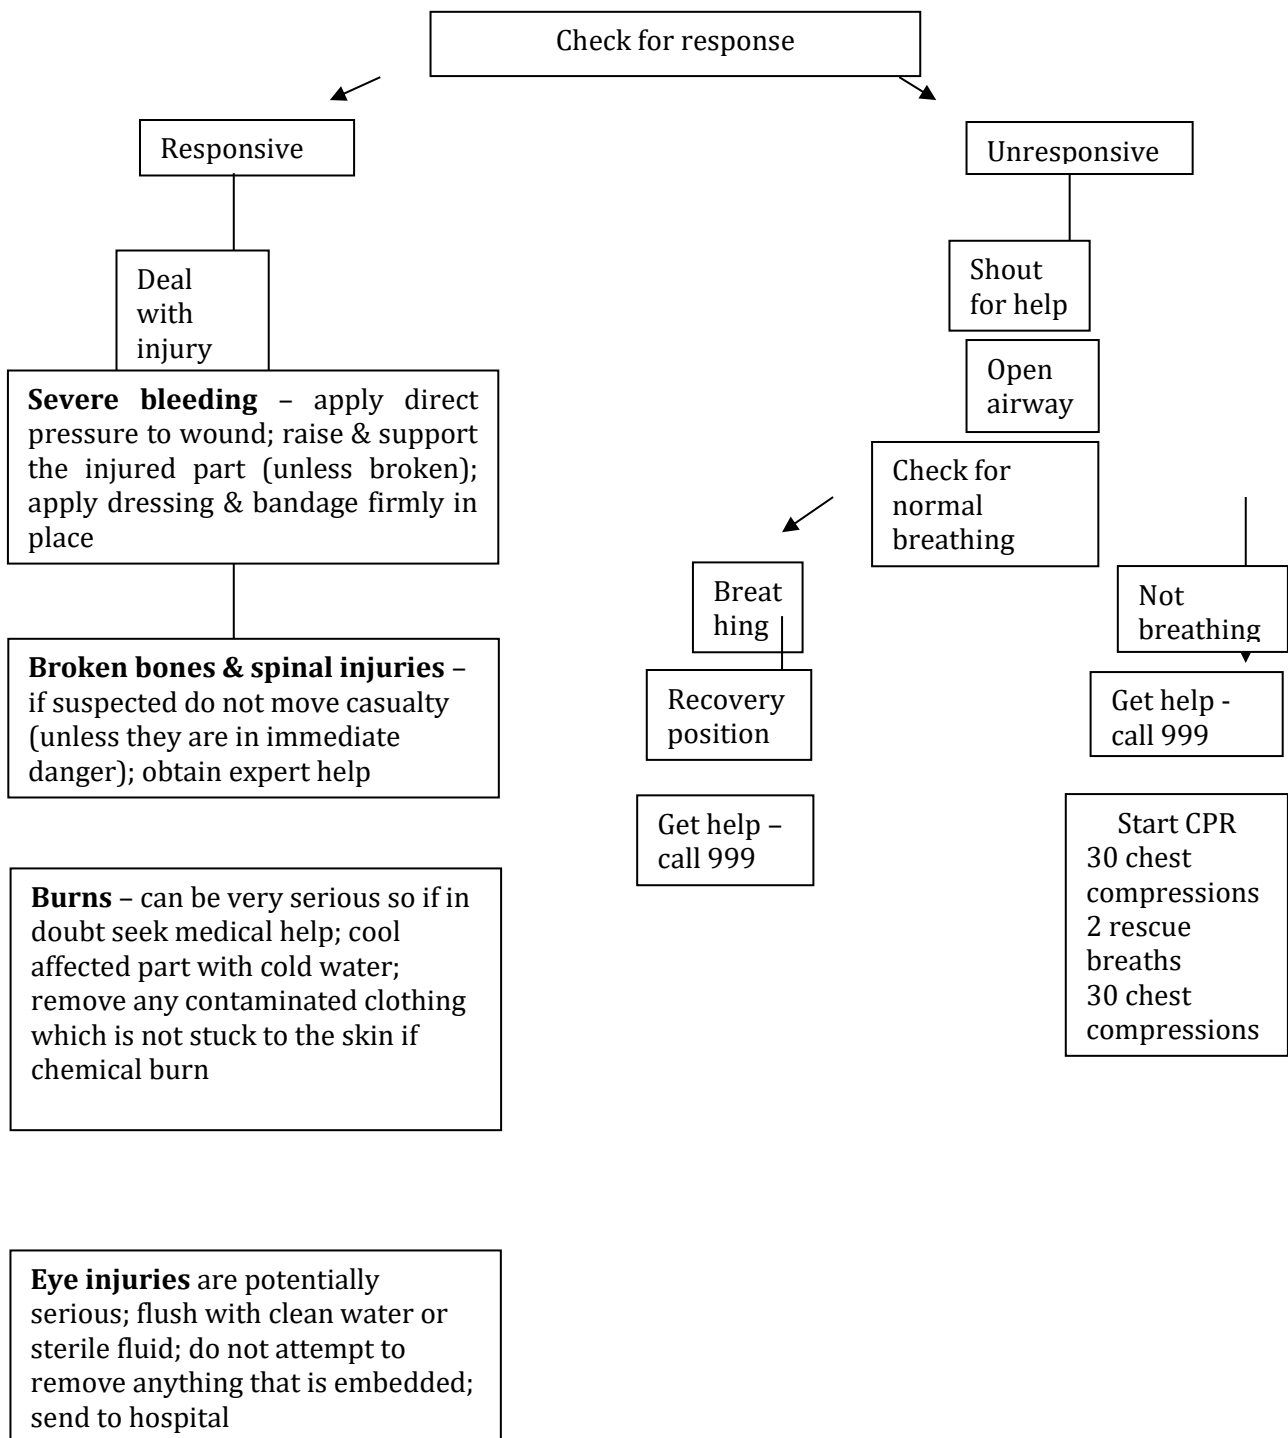 Check for response
Responsive
Unresponsive
Deal
with
injury
Shout
for help
Open
airway
Severe bleeding – apply direct
pressure to wound; raise & support
the injured part (unless broken);
apply dressing & bandage firmly in
place
Check for
normal
breathing
Breat
hing
Not
breathing
Broken bones & spinal injuries –
if suspected do not move casualty
(unless they are in immediate
danger); obtain expert help
Recovery
position
Get help -
call 999
Get help –
call 999
Start CPR
30 chest
compressions
2 rescue
breaths
30 chest
compressions
Burns – can be very serious so if in
doubt seek medical help; cool
affected part with cold water;
remove any contaminated clothing
which is not stuck to the skin if
chemical burn
Eye injuries are potentially
serious; flush with clean water or
sterile fluid; do not attempt to
remove anything that is embedded;
send to hospital